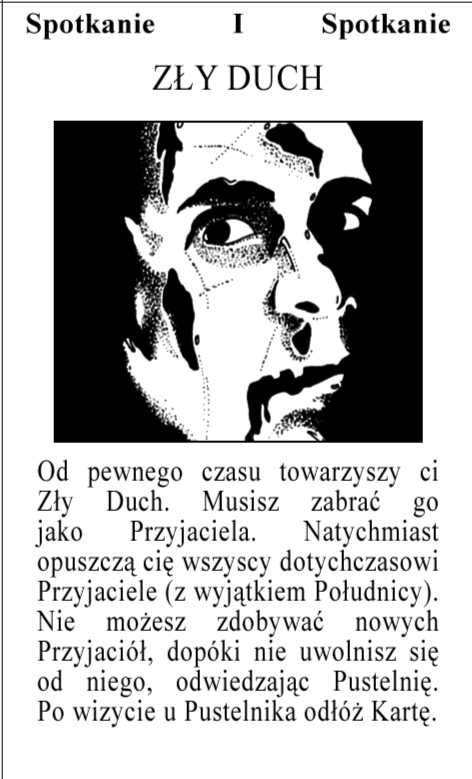 Spotkanie I Spotkanie
ZŁY DUCH
Od pewnego czasu towarzyszy ci
Zły Duch. Musisz zabrać go
jako Przyjaciela. Natychmiast
opuszczą cię wszyscy dotychczasowi
Przyjaciele (z wyjątkiem Południcy).
Nie możesz zdobywać nowych
Przyjaciół, dopóki nie uwolnisz się
od niego, odwiedzając Pustelnię.
Po wizycie u Pustelnika odłóż Kartę.